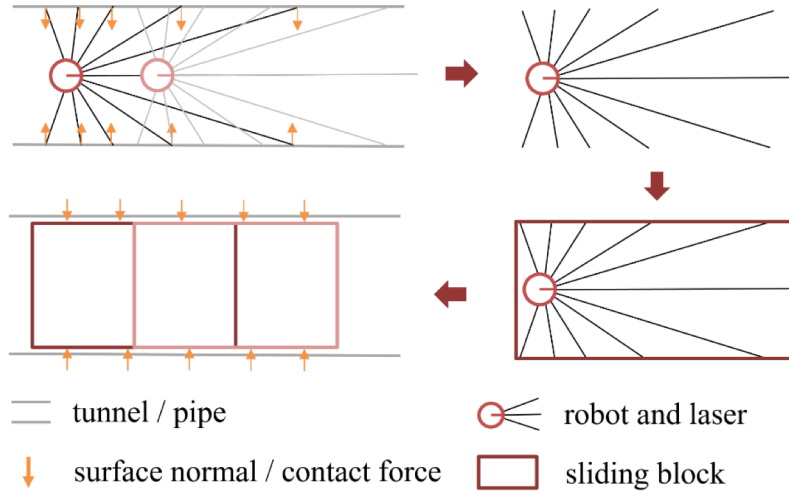 tunnel / pipe
robot and laser
surface normal / contact force
sliding block